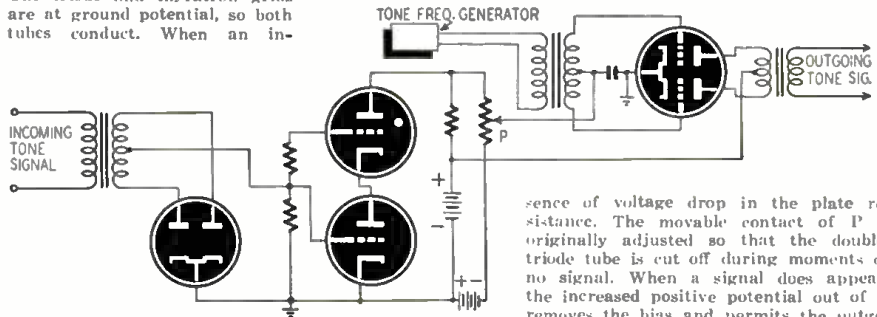 are at ground potential, so both
tubes conduct. When an in-
TONE FREQ. GENERATOR
INCOMING
TONE
SIGNAL
P
+
-
+ -
OUTGOING
TONE SIG.
sence of voltage drop in the plate re
sistance. The movable contact of P
originally adjusted so that the doubl
triode tube is cut off during moments o
no signal. When a signal does appea
the increased positive potential out of
removes the bias and permits the outgo